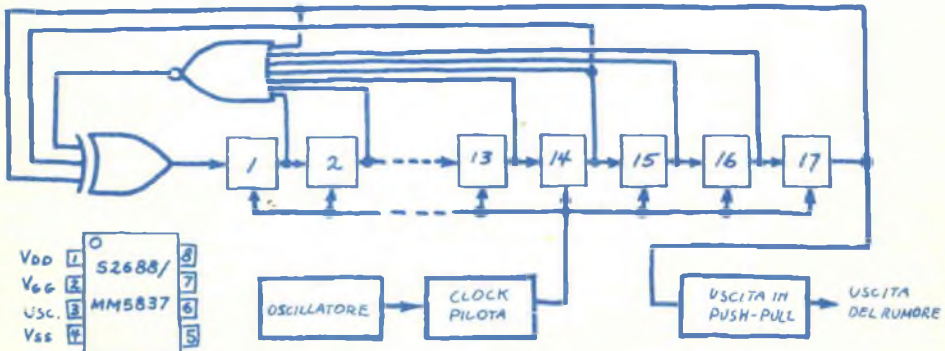 1
2
13
14
15
16
17
VDD 1
VGG 2
USC. 3
VSS 4
S2688/
MM5837
8
7
6
5
OSCILLATORE
CLOCK
PILOTA
USCITA IN
PUSH-PULL
USCITA
DEL RUMORE